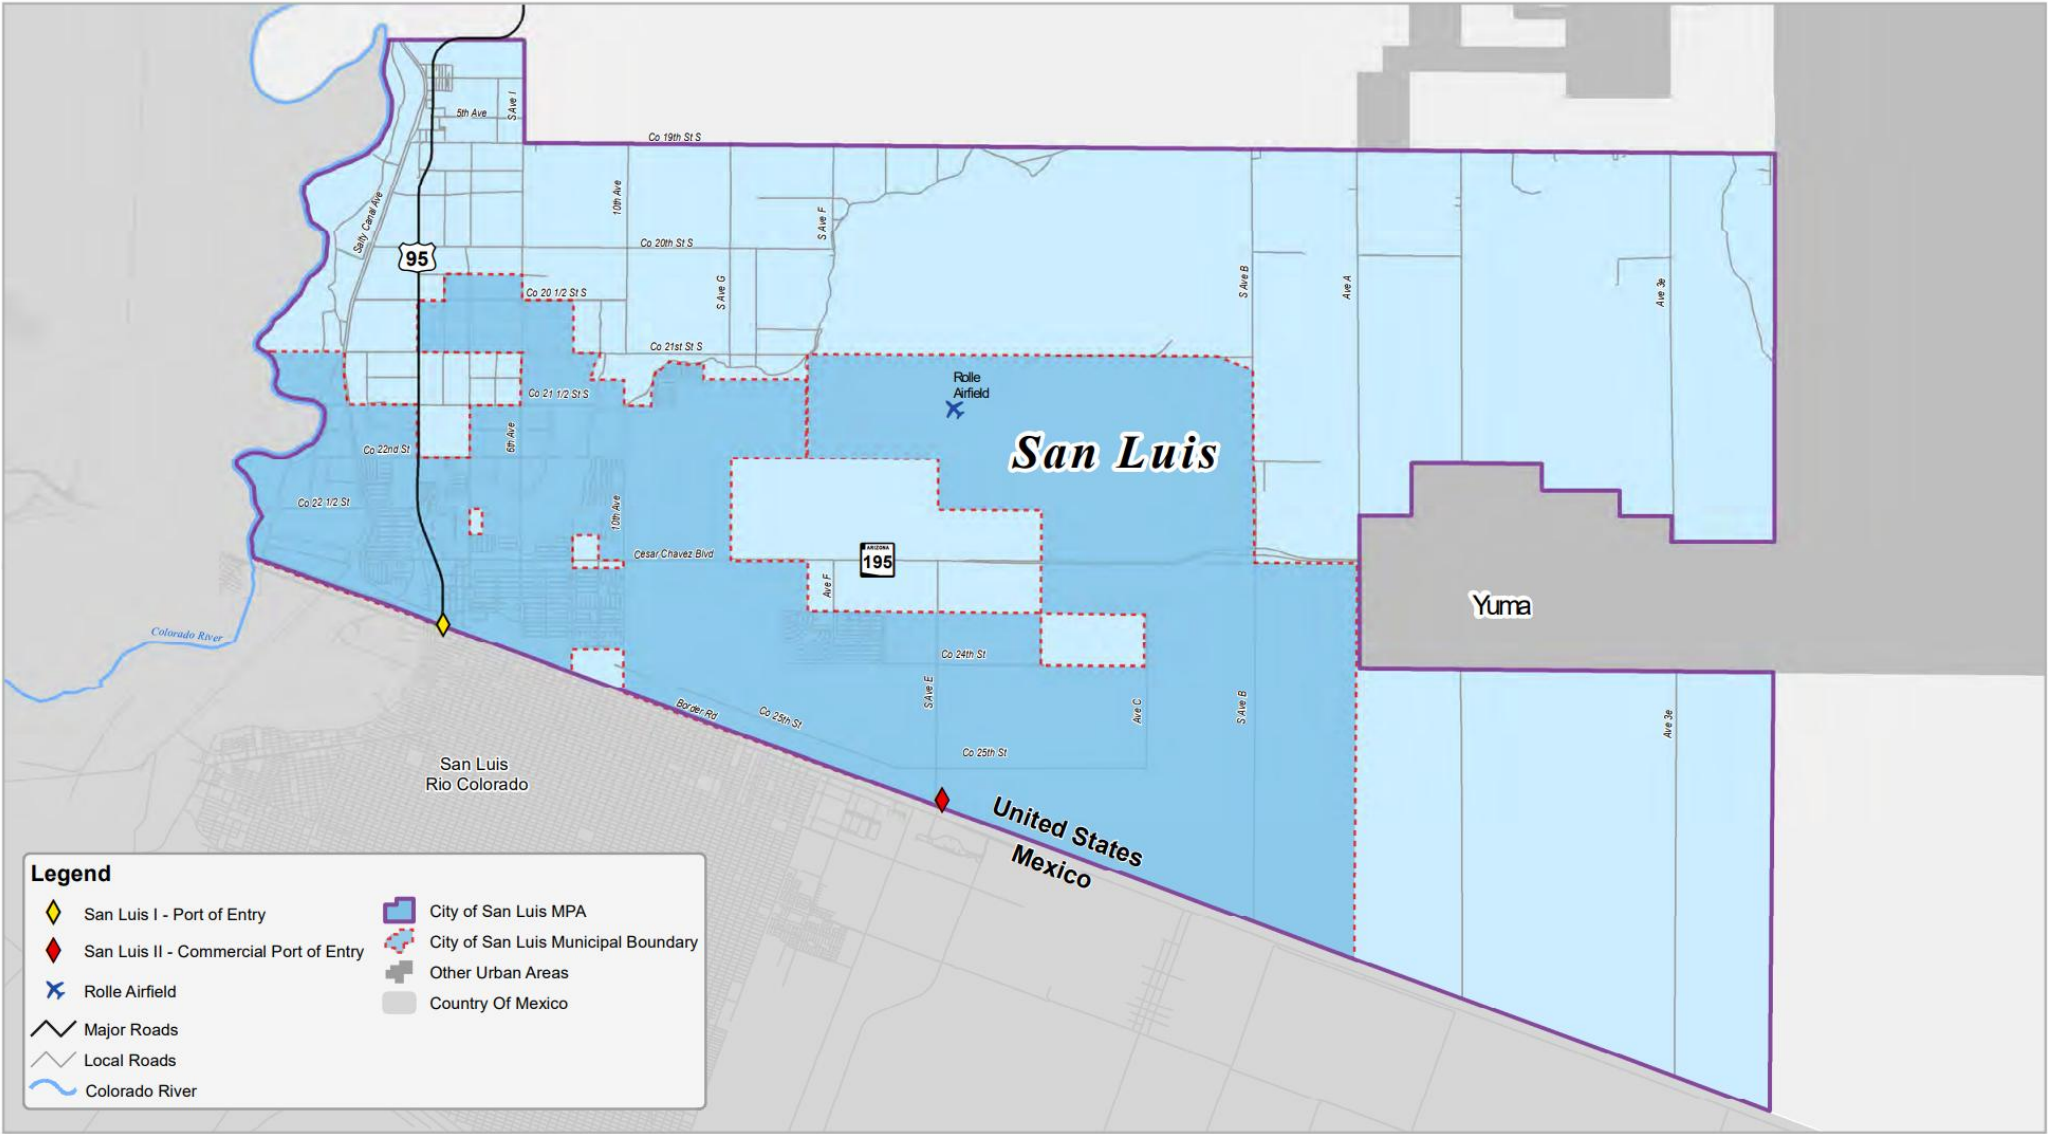 5th Ave
S Ave I
Co 19th St S
Salty Canal Ave
10th Ave
S Ave F
Co 20th St S
95
S Ave G
S Ave B
Ave A
Ave 3e
Co 20 1/2 St S
Co 21st St S
Rolle
Airfield
Co 21 1/2 St S
6th Ave
Co 22nd St
San Luis
Co 22 1/2 St
10th Ave
Cesar Chavez Blvd
ARIZONA
195
Ave F
Yuma
Colorado River
Co 24th St
S Ave E
Ave C
S Ave B
Ave 3e
Border Rd
Co 25th St
Co 25th St
San Luis
Rio Colorado
United States
Mexico
Legend
San Luis I - Port of Entry
San Luis II - Commercial Port of Entry
Rolle Airfield
Major Roads
Local Roads
Colorado River
City of San Luis MPA
City of San Luis Municipal Boundary
Other Urban Areas
Country Of Mexico